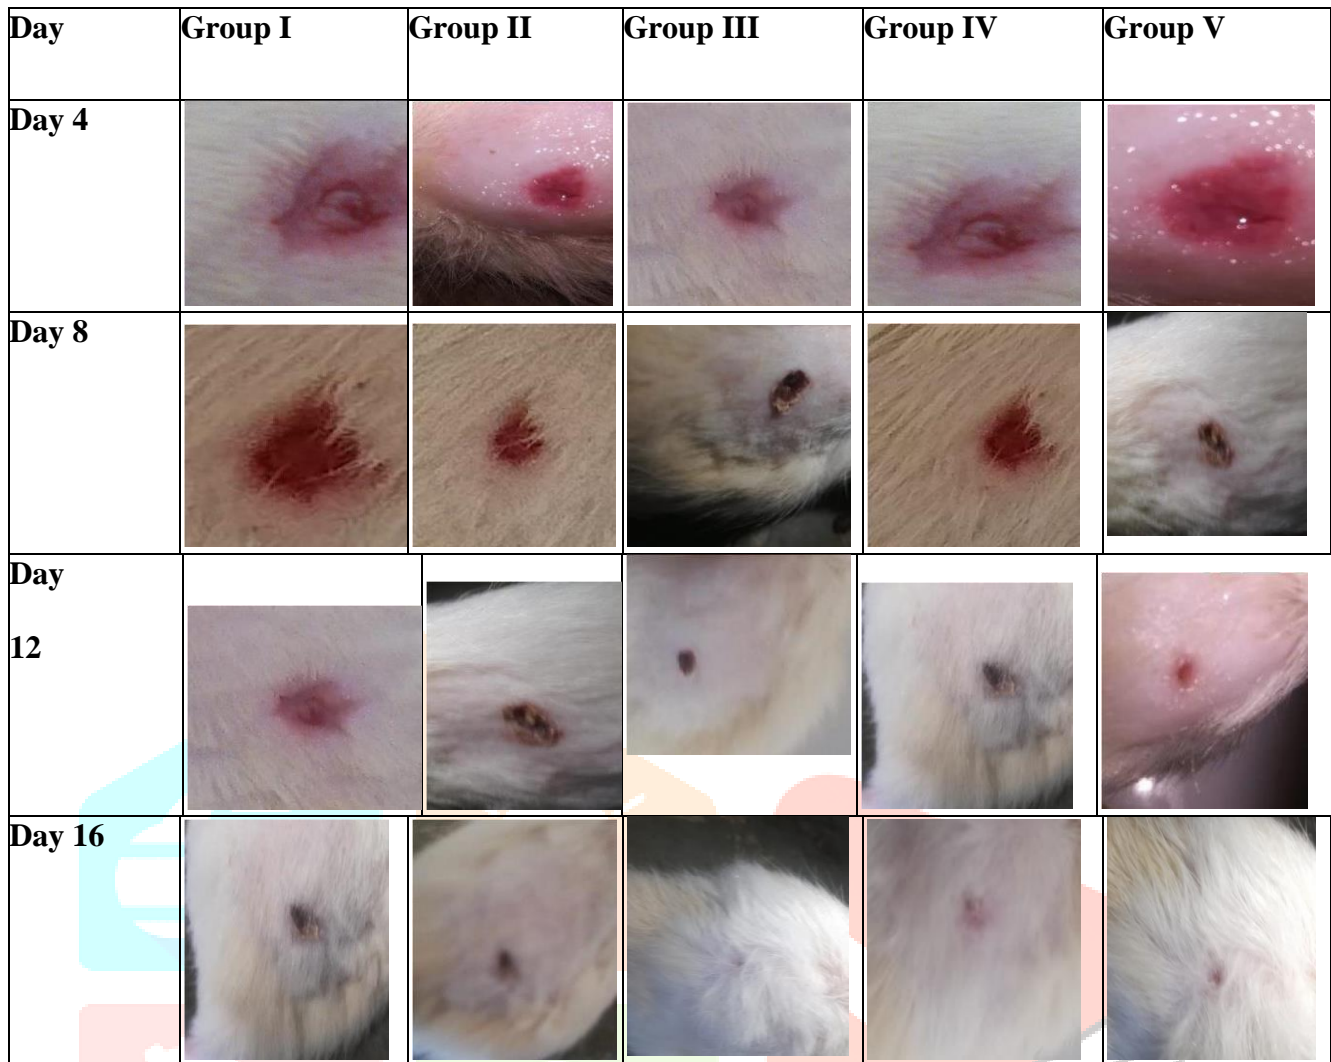 Day Group I Group II Group III Group IV Group V
Day 4
Day 8
Day
12
Day 16